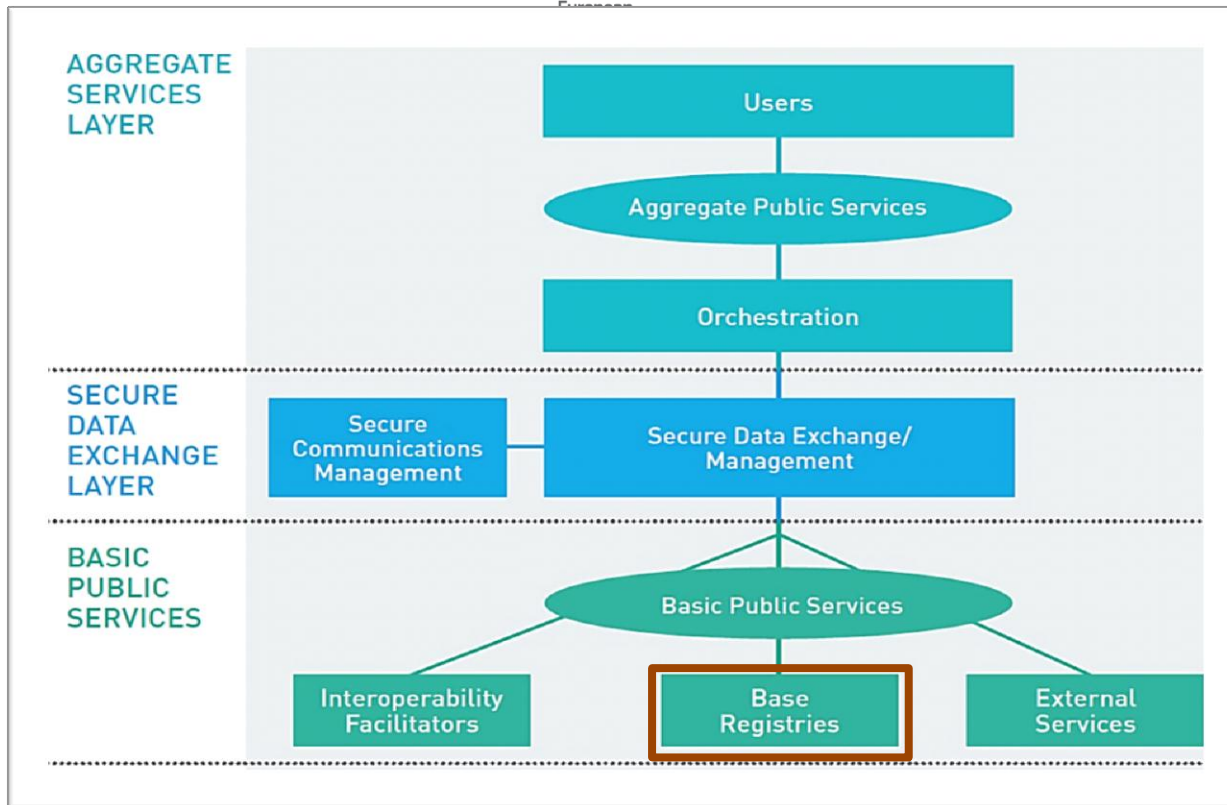 AGGREGATE
SERVICES
LAYER
Users
Aggregate Public Services
Orchestration
SECURE
DATA
EXCHANGE
LAYER
Secure
Communications
Management
Secure Data Exchange/
Management
BASIC
PUBLIC
SERVICES
Basic Public Services
Interoperability
Facilitators
Base
Registries
External
Services